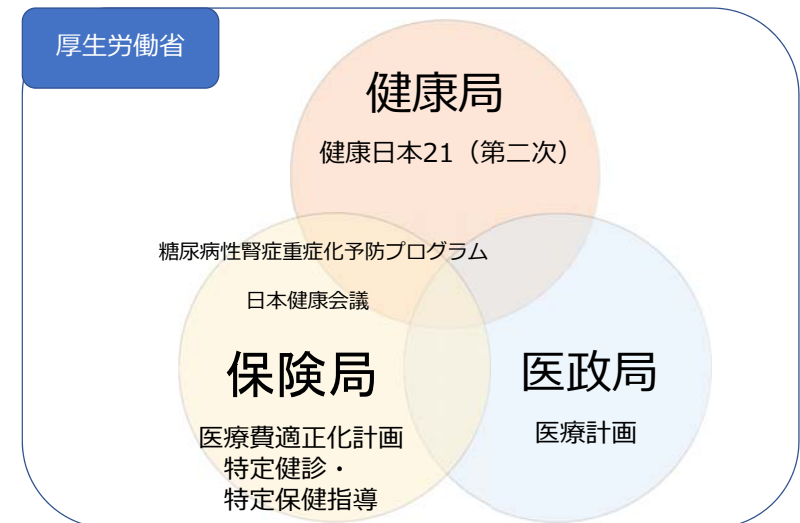 厚生労働省
健康局
健康日本21（第二次）
糖尿病性腎症重症化予防プログラム
日本健康会議
保険局
医療費適正化計画
特定健診・
特定保健指導
医政局
医療計画